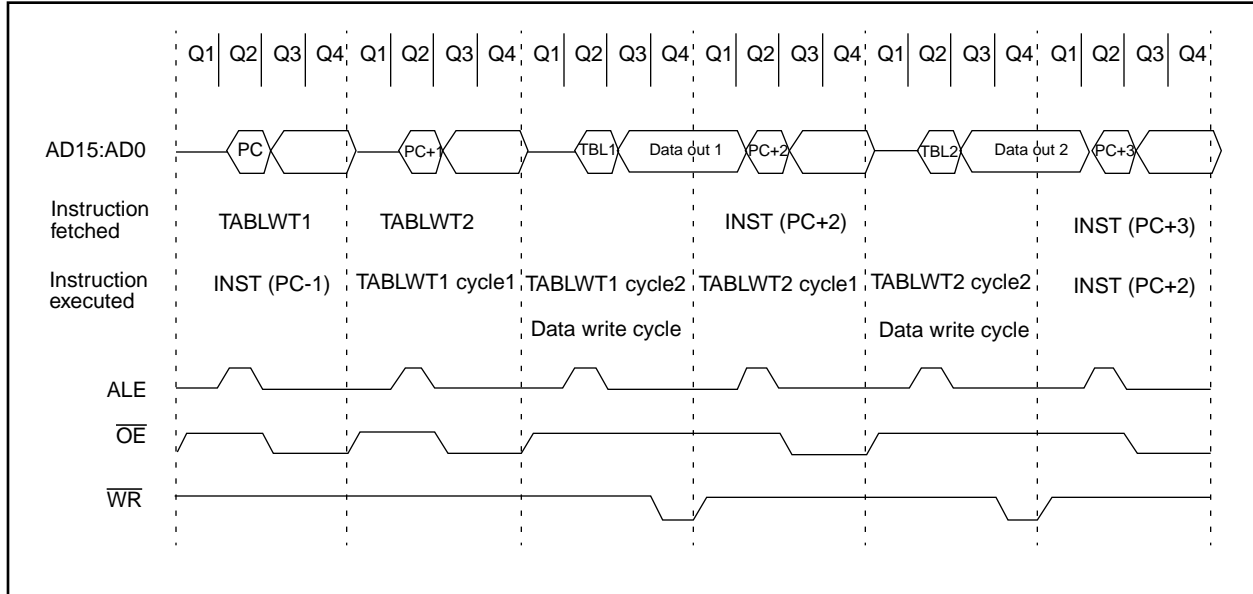 Q1 Q2 Q3 Q4 Q1 Q2 Q3 Q4 Q1 Q2 Q3 Q4 Q1 Q2 Q3 Q4 Q1 Q2 Q3 Q4 Q1 Q2 Q3 Q4
AD15:AD0 PC PC+1 TBL1 Data out 1 PC+2 TBL2 Data out 2 PC+3
Instruction
fetched TABLWT1 TABLWT2 INST (PC+2) INST (PC+3)
Instruction
executed INST (PC-1) TABLWT1 cycle1 TABLWT1 cycle2 TABLWT2 cycle1 TABLWT2 cycle2 INST (PC+2)
Data write cycle Data write cycle
ALE
OE
WR